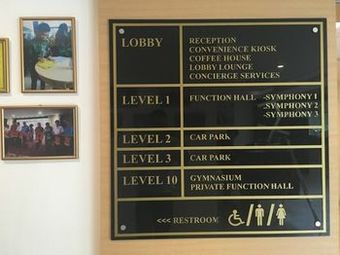 LOBBY RECEPTION
CONVENIENCE KIOSK
COFFEE HOUSE
LOBBY LOUNGE
CONCIERGE SERVICES
LEVEL 1 FUNCTION HALL -SYMPHONY 1
-SYMPHONY 2
-SYMPHONY 3
LEVEL 2 CAR PARK
LEVEL 3 CAR PARK
LEVEL 10 GYMNASIUM
PRIVATE FUNCTION HALL
<<< RESTROOM